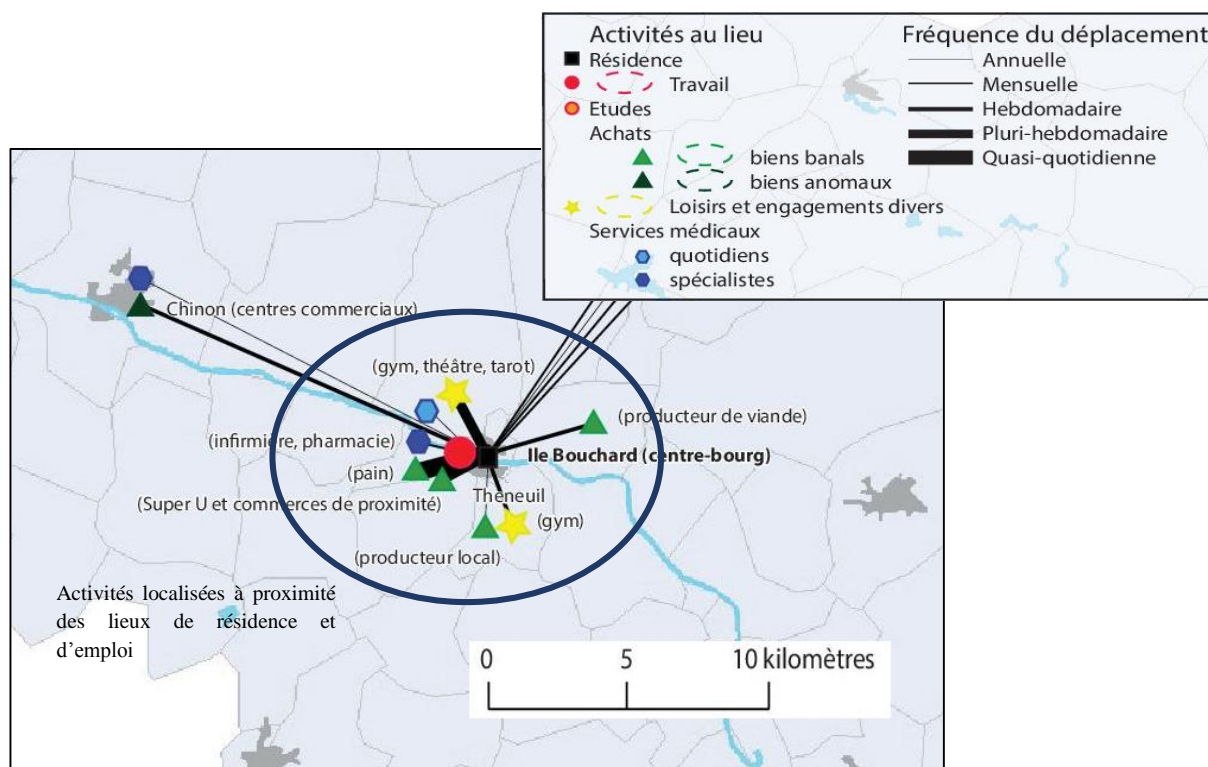 Activités au lieu
Résidence
Travail
Etudes
Achats
biens banals
biens anomaux
Loisirs et engagements divers
Services médicaux
quotidiens
spécialistes
Fréquence du déplacement
Annuelle
Mensuelle
Hebdomadaire
Pluri-hebdomadaire
Quasi-quotidienne
Chinon (centres commerciaux)
(gym, théâtre, tarot)
(producteur de viande)
(infirmière, pharmacie)
Ile Bouchard (centre-bourg)
(pain)
(Super U et commerces de proximité)
Theneuil
(gym)
(producteur local)
Activités localisées à proximité
des lieux de résidence et
d'emploi
0 5 10 kilomètres